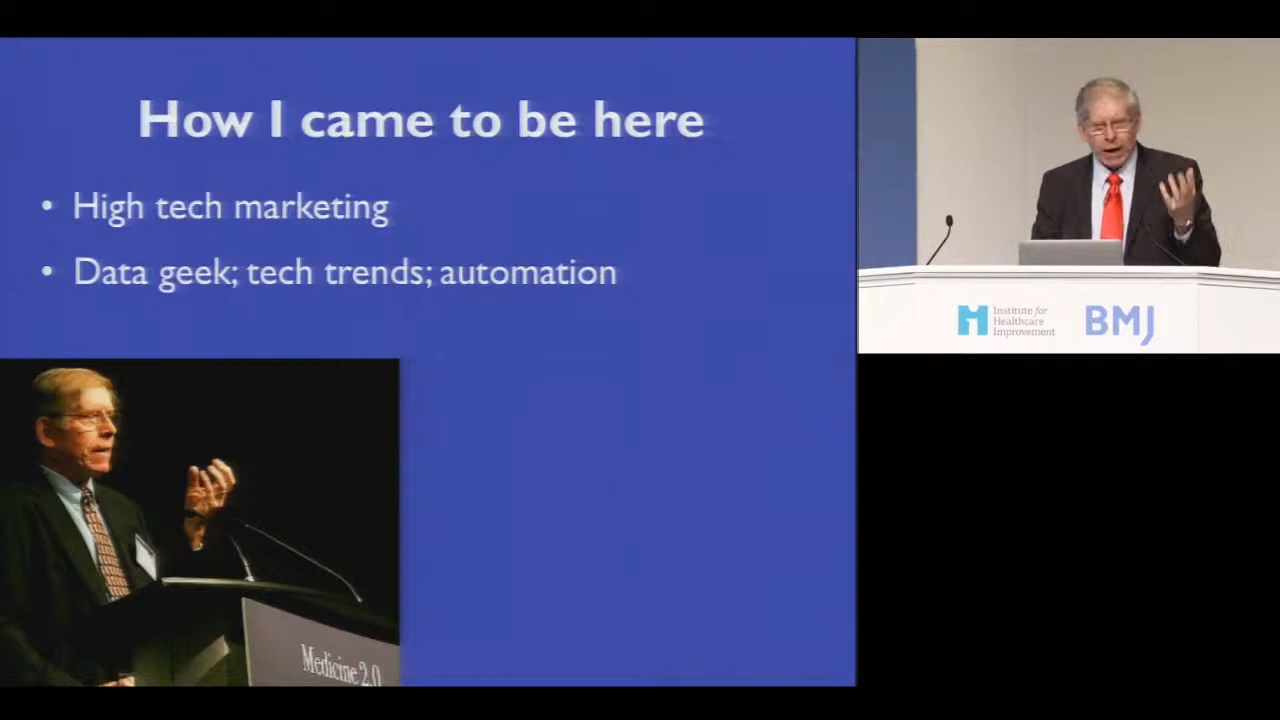 How I came to be here
• High tech marketing
• Data geek; tech trends; automation
Institute for
Healthcare
Improvement
BMJ
Medicine 2.0